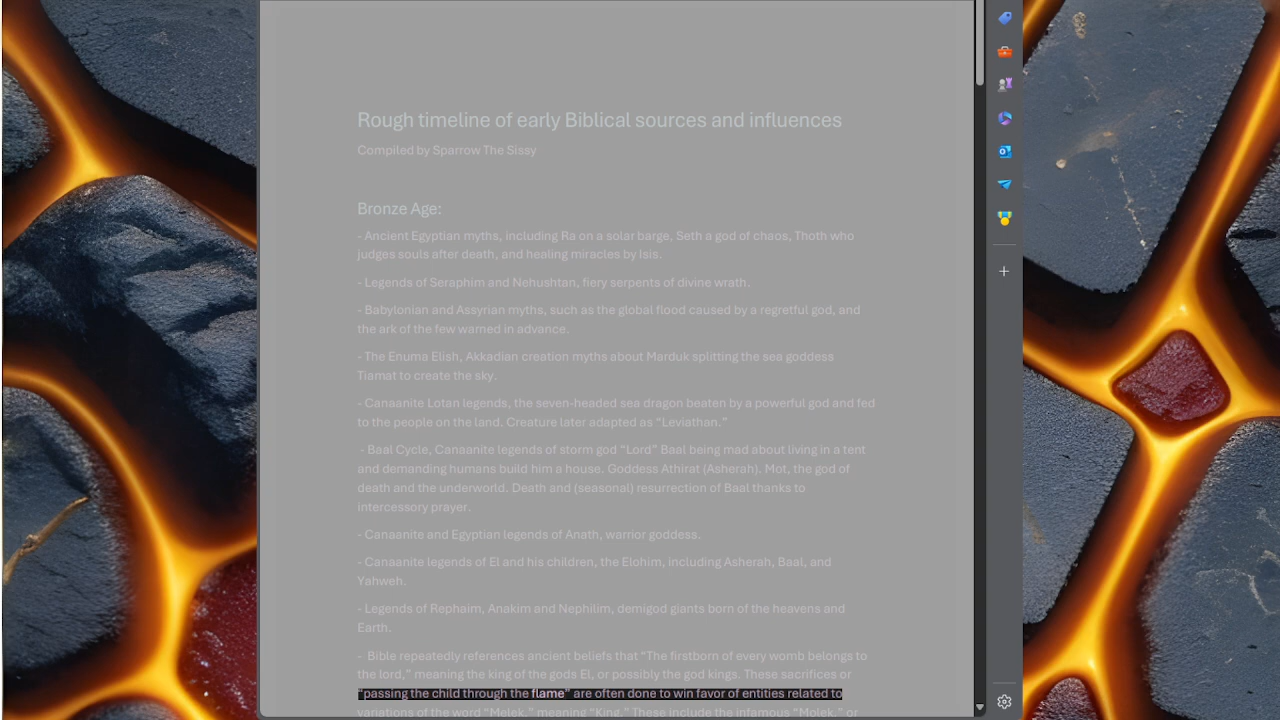 Rough timeline of early Biblical sources and influences
Compiled by Sparrow The Sissy
Bronze Age:
- Ancient Egyptian myths, including Ra on a solar barge, Seth a god of chaos, Thoth who
judges souls after death, and healing miracles by Isis.
- Legends of Seraphim and Nehushtan, fiery serpents of divine wrath.
- Babylonian and Assyrian myths, such as the global flood caused by a regretful god, and
the ark of the few warned in advance.
- The Enuma Elish, Akkadian creation myths about Marduk splitting the sea goddess
Tiamat to create the sky.
- Canaanite Lotan legends, the seven-headed sea dragon beaten by a powerful god and fed
to the people on the land. Creature later adapted as “Leviathan.”
- Baal Cycle, Canaanite legends of storm god “Lord” Baal being mad about living in a tent
and demanding humans build him a house. Goddess Athirat (Asherah). Mot, the god of
death and the underworld. Death and (seasonal) resurrection of Baal thanks to
intercessory prayer.
- Canaanite and Egyptian legends of Anath, warrior goddess.
- Canaanite legends of El and his children, the Elohim, including Asherah, Baal, and
Yahweh.
- Legends of Rephaim, Anakim and Nephilim, demigod giants born of the heavens and
Earth.
- Bible repeatedly references ancient beliefs that “The firstborn of every womb belongs to
the lord,” meaning the king of the gods El, or possibly the god kings. These sacrifices or
“passing the child through the flame” are often done to win favor of entities related to
variations of the word “Melek,” meaning “King.” These include the infamous “Molek,” or